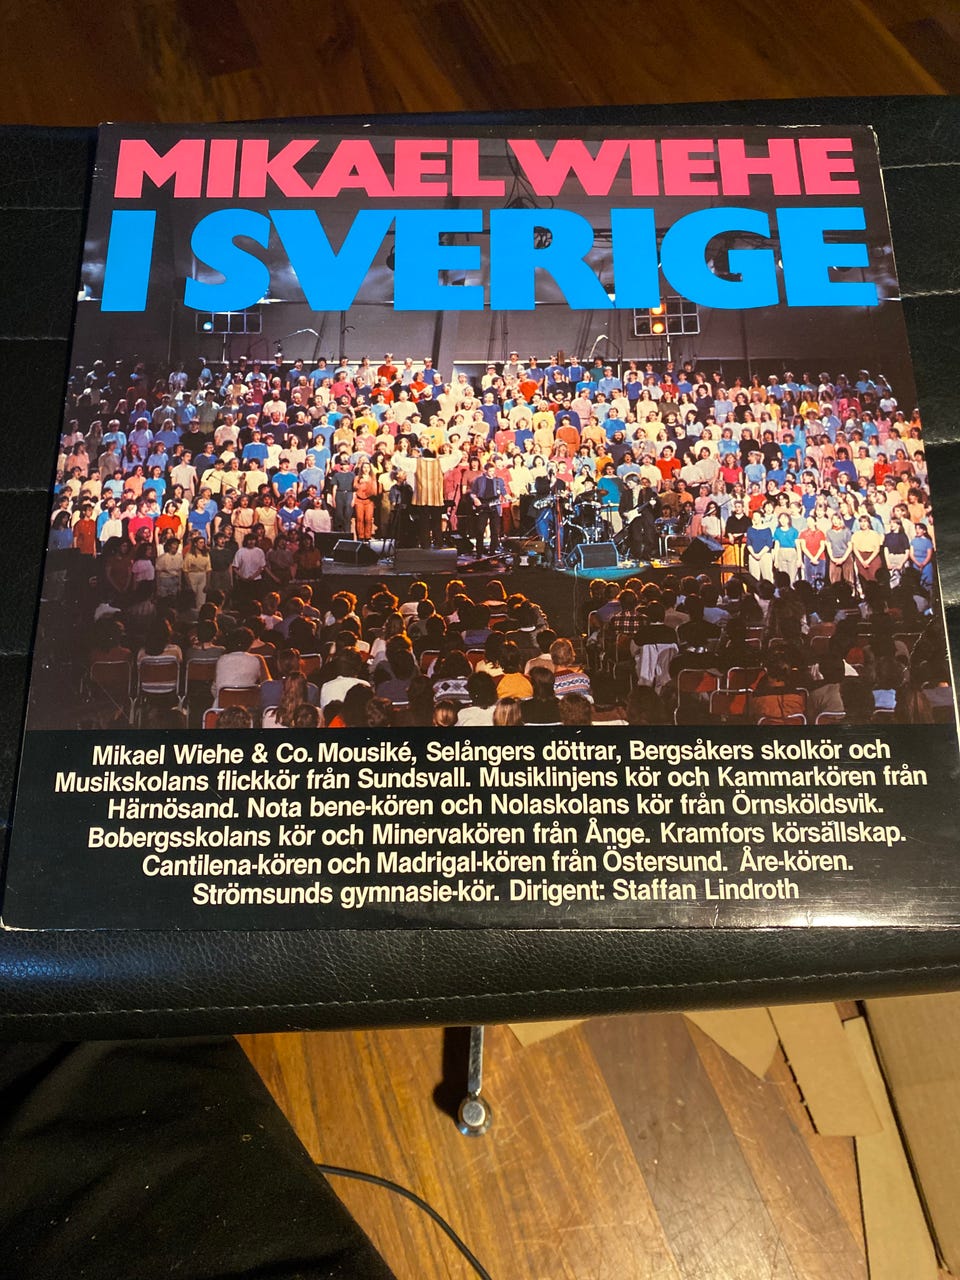 MIKAEL WIEHE
I SVERIGE
Mikael Wiehe & Co. Mousiké, Selångers döttrar, Bergsåkers skolkör och
Musikskolans flickkör från Sundsvall. Musiklinjens kör och Kammarkören från
Härnösand. Nota bene-kören och Nolaskolans kör från Örnsköldsvik.
Bobergsskolans kör och Minervakören från Ånge. Kramfors körsällskap.
Cantilena-kören och Madrigal-kören från Östersund. Åre-kören.
Strömsunds gymnasie-kör. Dirigent: Staffan Lindroth